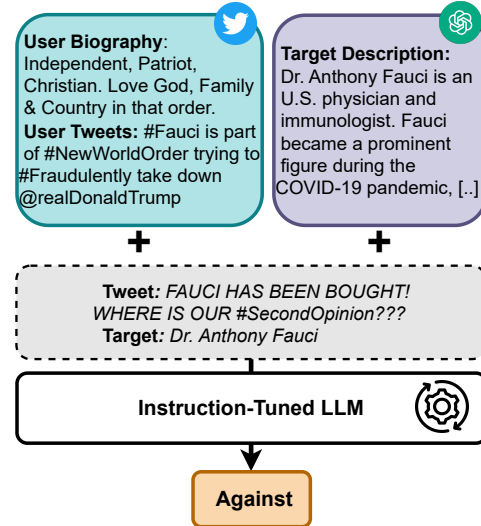 User Biography:
Independent, Patriot,
Christian. Love God, Family
& Country in that order.
User Tweets: #Fauci is part
of #NewWorldOrder trying to
#Fraudulently take down
@realDonaldTrump
Target Description:
Dr. Anthony Fauci is an
U.S. physician and
immunologist. Fauci
became a prominent
figure during the
COVID-19 pandemic, [..]
+
+
Tweet: FAUCI HAS BEEN BOUGHT!
WHERE IS OUR #SecondOpinion???
Target: Dr. Anthony Fauci
Instruction-Tuned LLM
Against